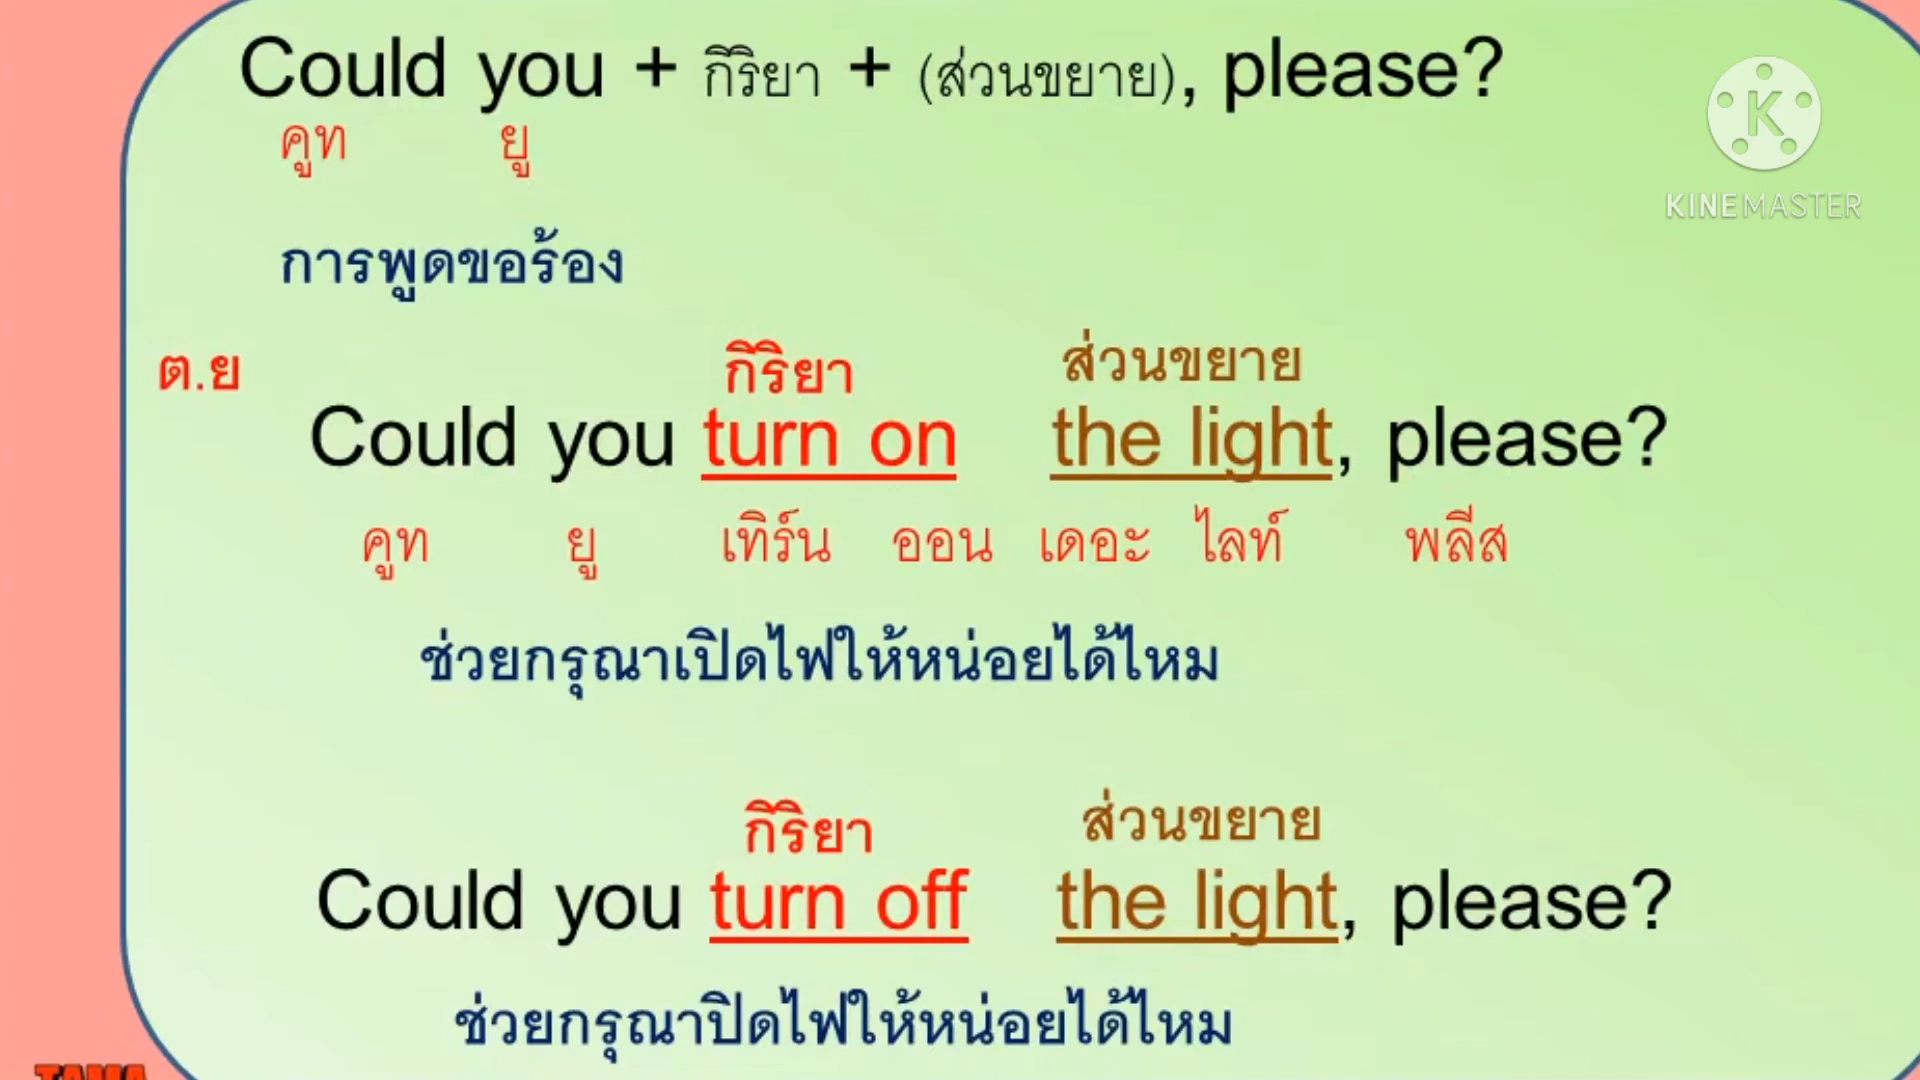 Could you + กิริยา + (ส่วนขยาย), please?
คูท ยู
KINEMASTER
การพูดขอร้อง
ต.ย
กิริยา ส่วนขยาย
Could you turn on the light, please?
คูท ยู เทิร์น ออน เดอะ ไลท์ พลีส
ช่วยกรุณาเปิดไฟให้หน่อยได้ไหม
กิริยา ส่วนขยาย
Could you turn off the light, please?
ช่วยกรุณาปิดไฟให้หน่อยได้ไหม